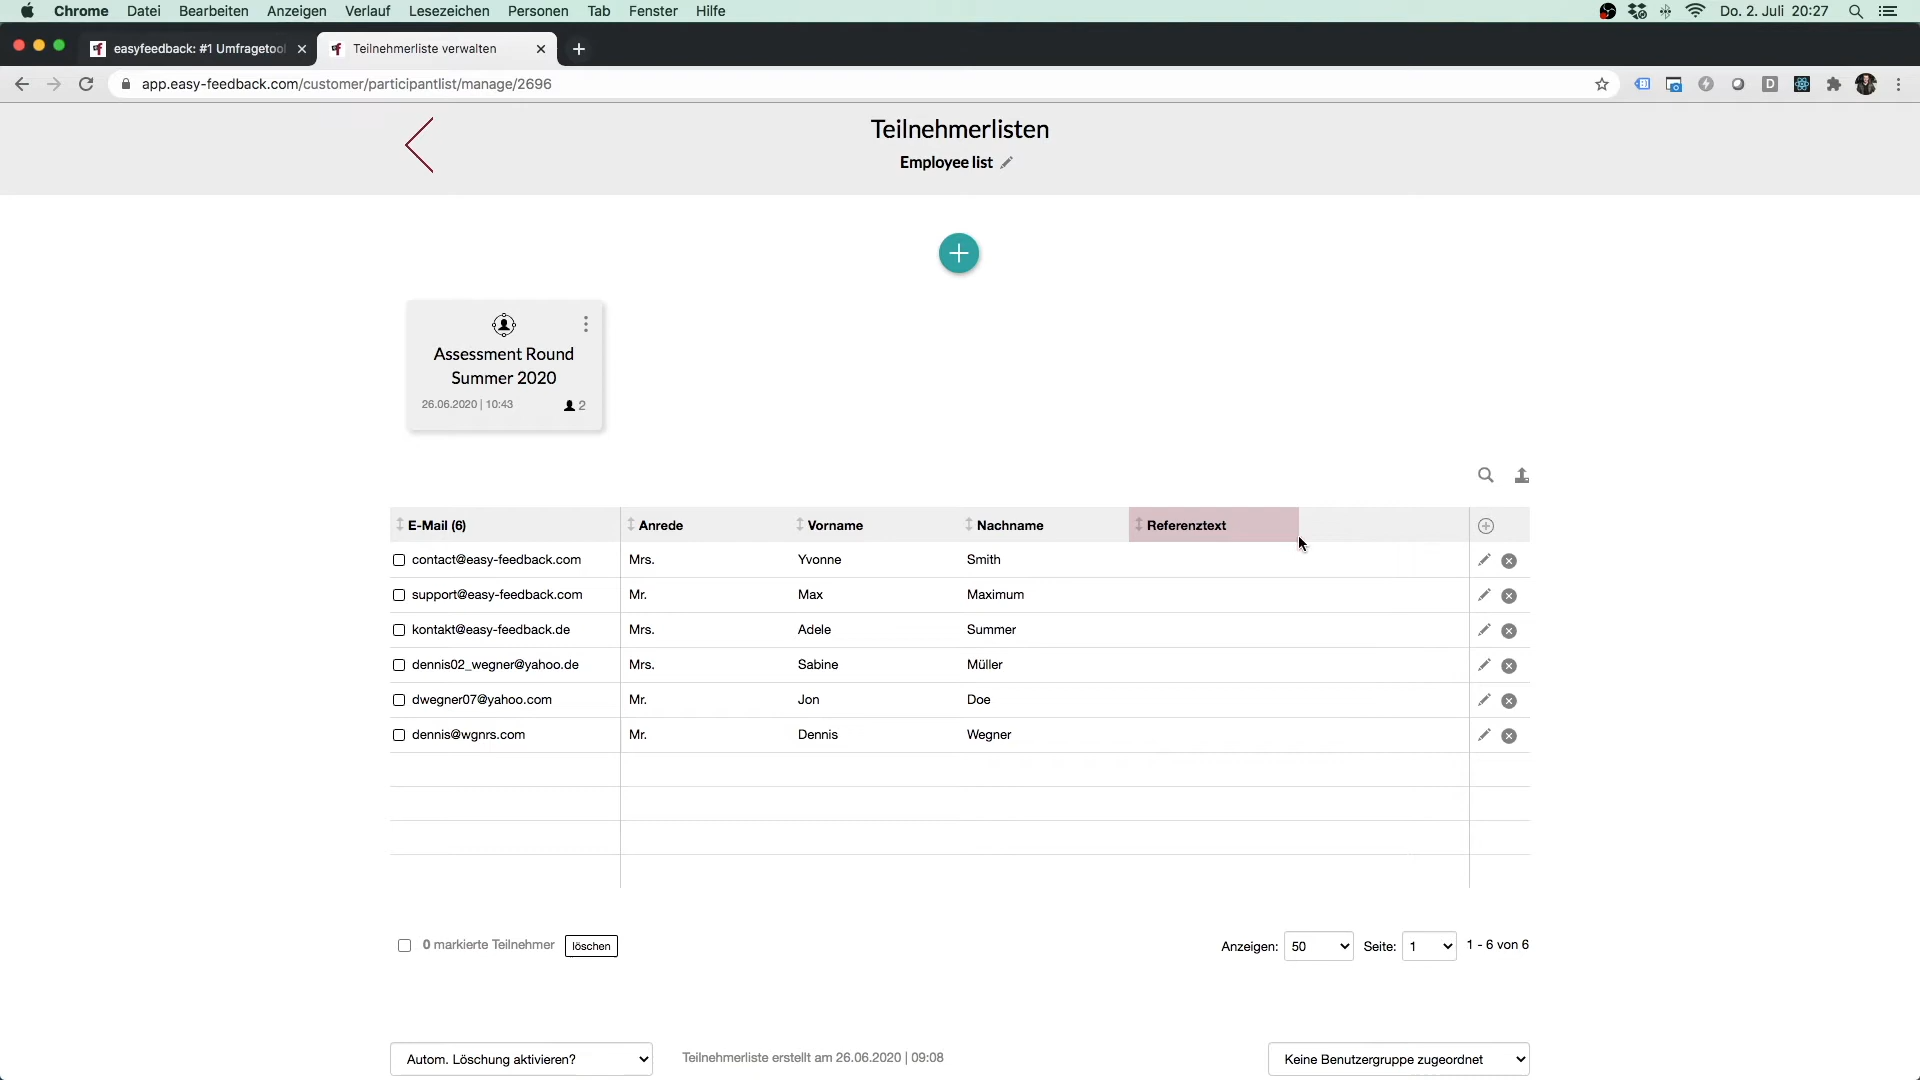 Chrome Datei Bearbeiten Anzeigen Verlauf Lesezeichen Personen Tab Fenster Hilfe Do. 2. Juli 20:27
easyfeedback: #1 Umfragetool Teilnehmerliste verwalten
app.easy-feedback.com/customer/participantlist/manage/2696
Teilnehmerlisten
Employee list
Assessment Round
Summer 2020
26.06.2020 | 10:43 2
E-Mail (6) Anrede Vorname Nachname Referenztext
contact@easy-feedback.com Mrs. Yvonne Smith
support@easy-feedback.com Mr. Max Maximum
kontakt@easy-feedback.de Mrs. Adele Summer
dennis02_wegner@yahoo.de Mrs. Sabine Müller
dwegner07@yahoo.com Mr. Jon Doe
dennis@wgnrs.com Mr. Dennis Wegner
0 markierte Teilnehmer löschen Anzeigen: 50 Seite: 1 1 - 6 von 6
Autom. Löschung aktivieren? Teilnehmerliste erstellt am 26.06.2020 | 09:08 Keine Benutzergruppe zugeordnet